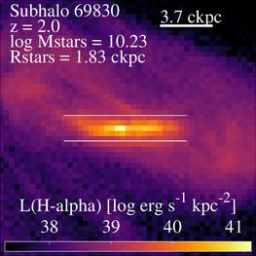 Subhalo 69830
z = 2.0
log Mstars = 10.23
Rstars = 1.83 ckpc
3.7 ckpc
L(H-alpha) [log erg s⁻¹ kpc⁻²]
38 39 40 41